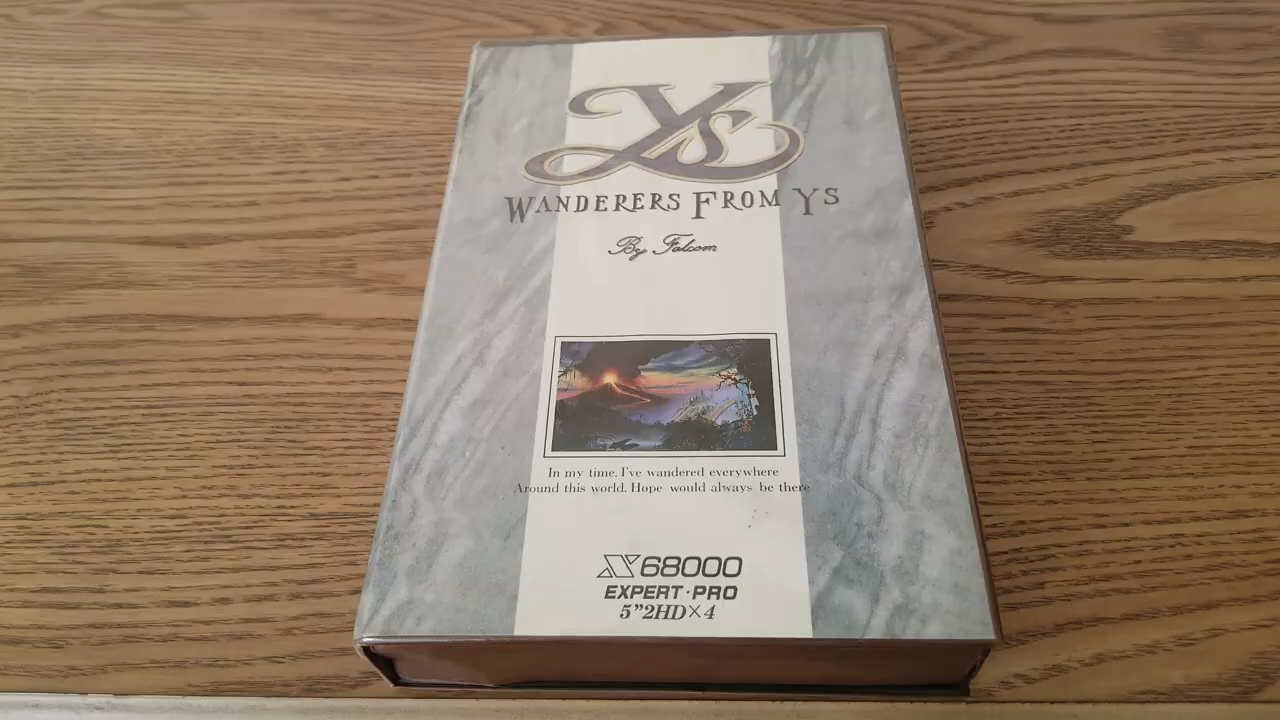 Ys
WANDERERS FROM YS
By Falcom
In my time. I've wandered everywhere
Around this world. Hope would always be there
X68000
EXPERT·PRO
5”2HD×4